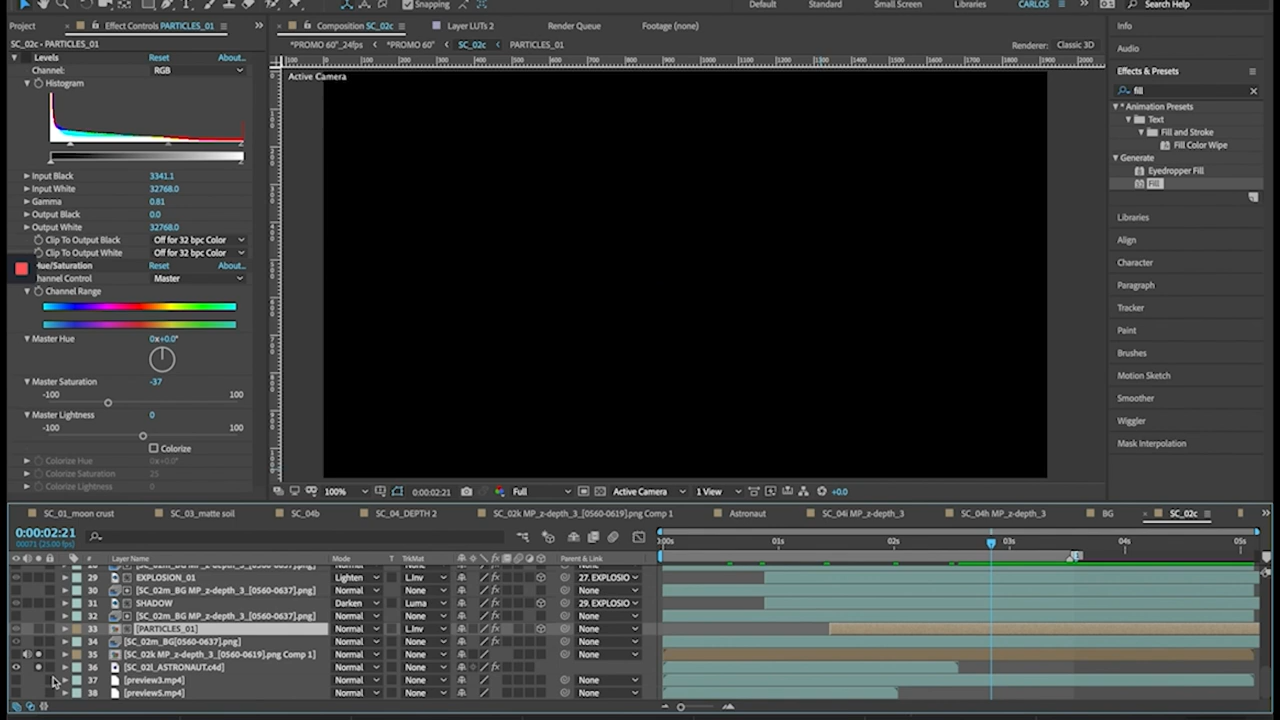 Snapping
Default
Standard
Small Screen
Libraries
CARLOS
Search Help
Project
Effect Controls PARTICLES_01
Composition SC_02c
Layer LUTs 2
Render Queue
Footage (none)
Info
SC_02c - PARTICLES_01
*PROMO 60"_24fps
*PROMO 60"
SC_02c
PARTICLES_01
Renderer:
Classic 3D
Audio
Levels
Reset
About...
Channel:
RGB
Histogram
Active Camera
Effects & Presets
fill
* Animation Presets
Text
Fill and Stroke
Fill Color Wipe
Generate
Eyedropper Fill
Fill
Input Black
3341.1
Input White
32768.0
Gamma
0.81
Output Black
0.0
Output White
32768.0
Clip To Output Black
Off for 32 bpc Color
Clip To Output White
Off for 32 bpc Color
Hue/Saturation
Reset
About...
hannel Control
Master
Channel Range
Master Hue
0x+0.0°
Master Saturation
-37
-100
100
Master Lightness
0
-100
100
Colorize
Colorize Hue
0x+0.0°
Colorize Saturation
25
Colorize Lightness
0
Libraries
Align
Character
Paragraph
Tracker
Paint
Brushes
Motion Sketch
Smoother
Wiggler
Mask Interpolation
100%
0:00:02:21
Full
Active Camera
1 View
+0.0
SC_01_moon crust
SC_03_matte soil
SC_04b
SC_04_DEPTH 2
SC_02k MP_z-depth_3_[0560-0619].png Comp 1
Astronaut
SC_04i MP_z-depth_3
SC_04h MP_z-depth_3
BG
SC_02c
0:00:02:21
00071 (25.00 fps)
:00s
02s
03s
04s
05s
#
Layer Name
Mode
T
TrkMat
Parent & Link
29
EXPLOSION_01
Lighten
L.Inv
27. EXPLOSIO
30
[SC_02m_BG MP_z-depth_3_[0560-0637].png]
Normal
None
None
31
SHADOW
Darken
Luma
29. EXPLOSIO
32
[SC_02m_BG MP_z-depth_3_[0560-0637].png]
Normal
None
None
33
[PARTICLES_01]
Normal
L.Inv
None
34
[SC_02m_BG[0560-0637].png]
Normal
None
None
35
[SC_02k MP_z-depth_3_[0560-0619].png Comp 1]
Normal
None
None
36
[SC_02l_ASTRONAUT.c4d]
Normal
None
None
37
[preview3.mp4]
Normal
None
None
38
[preview5.mp4]
Normal
None
None